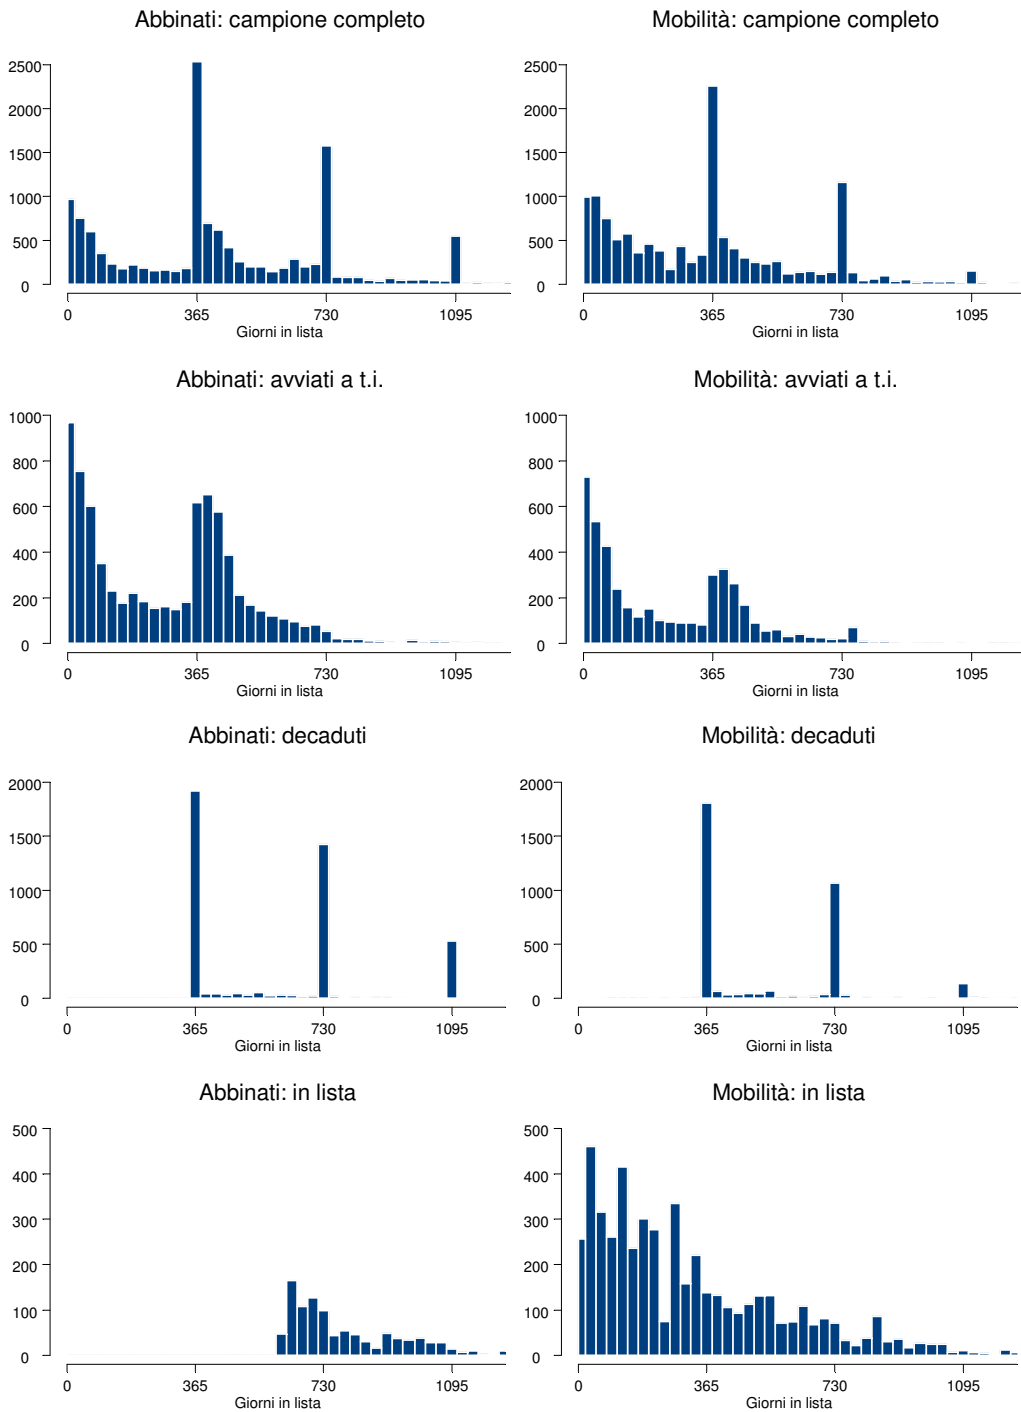 Abbinati: campione completo
2500
2000
1500
1000
500
0
0 365 730 1095
Giorni in lista
Mobilità: campione completo
2500
2000
1500
1000
500
0
0 365 730 1095
Giorni in lista
Abbinati: avviati a t.i.
1000
800
600
400
200
0
0 365 730 1095
Giorni in lista
Mobilità: avviati a t.i.
1000
800
600
400
200
0
0 365 730 1095
Giorni in lista
Abbinati: decaduti
2000
1500
1000
500
0
0 365 730 1095
Giorni in lista
Mobilità: decaduti
2000
1500
1000
500
0
0 365 730 1095
Giorni in lista
Abbinati: in lista
500
400
300
200
100
0
0 365 730 1095
Giorni in lista
Mobilità: in lista
500
400
300
200
100
0
0 365 730 1095
Giorni in lista